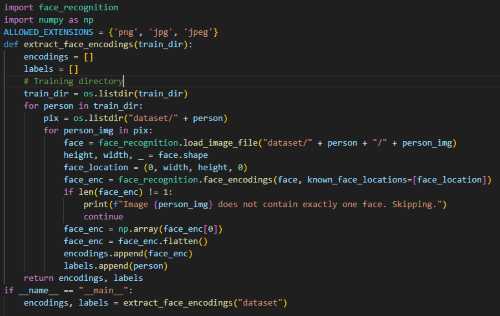 import face_recognition
import numpy as np
ALLOWED_EXTENSIONS = {'png', 'jpg', 'jpeg'}
def extract_face_encodings(train_dir):
    encodings = []
    labels = []
    # Training directory
    train_dir = os.listdir(train_dir)
    for person in train_dir:
        pix = os.listdir("dataset/" + person)
        for person_img in pix:
            face = face_recognition.load_image_file("dataset/" + person + "/" + person_img)
            height, width, _ = face.shape
            face_location = (0, width, height, 0)
            face_enc = face_recognition.face_encodings(face, known_face_locations=[face_location])
            if len(face_enc) != 1:
                print(f"Image {person_img} does not contain exactly one face. Skipping.")
                continue
            face_enc = np.array(face_enc[0])
            face_enc = face_enc.flatten()
            encodings.append(face_enc)
            labels.append(person)
    return encodings, labels
if __name__ == "__main__":
    encodings, labels = extract_face_encodings("dataset")